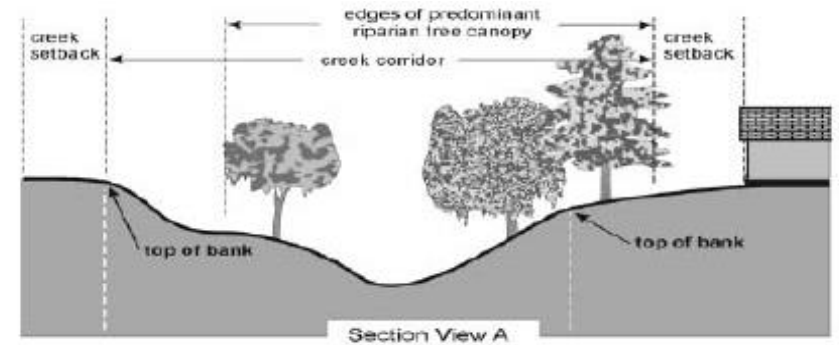 edges of predominant
riparian tree canopy
creek
setback
creek
setback
creek corridor
top of bank
top of bank
Section View A